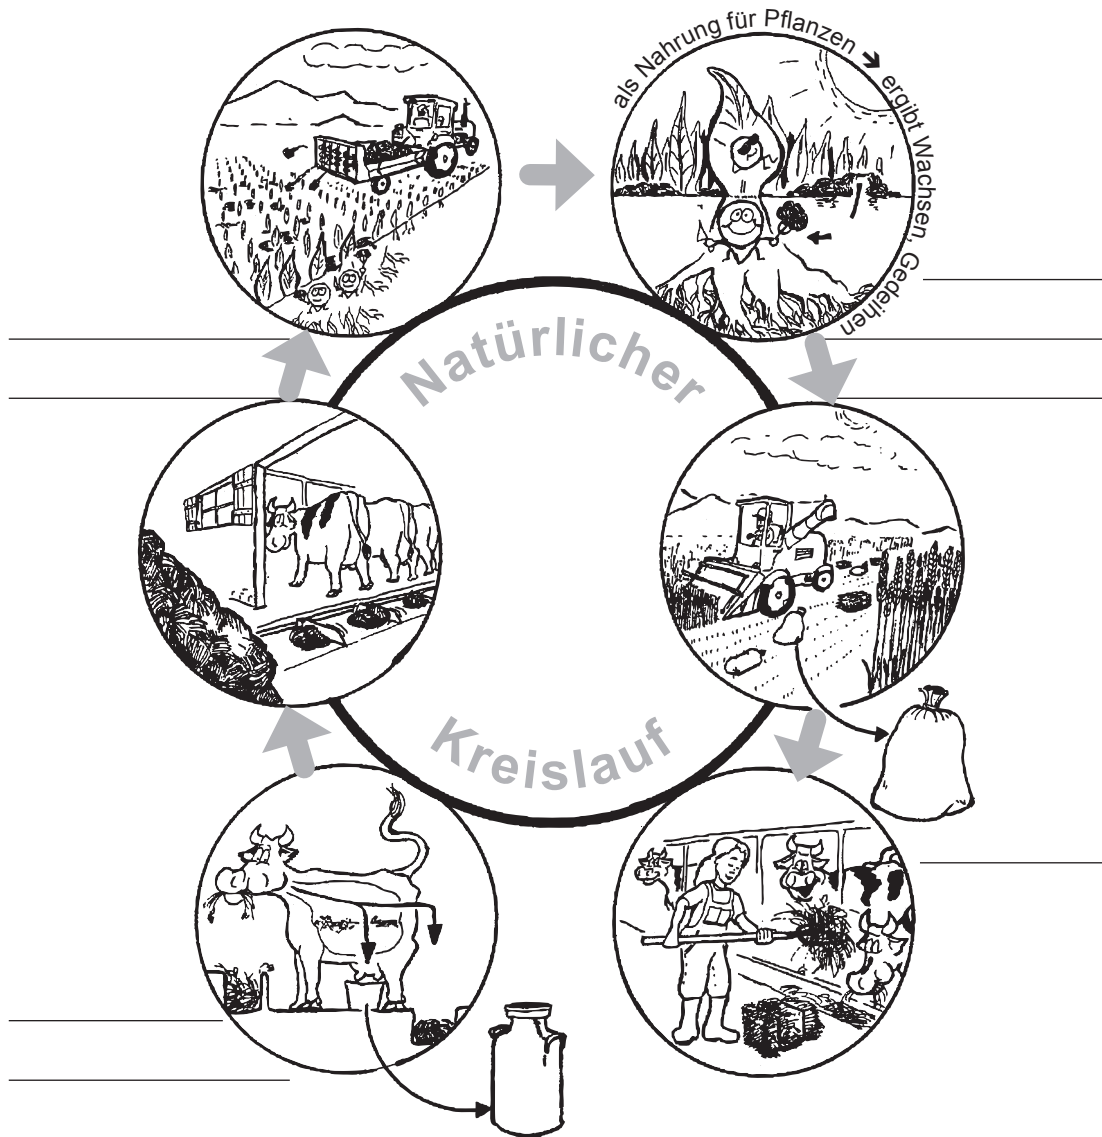 als Nahrung für Pflanzen ➔ ergibt Wachsen, Gedeihen
Natürlicher
Kreislauf